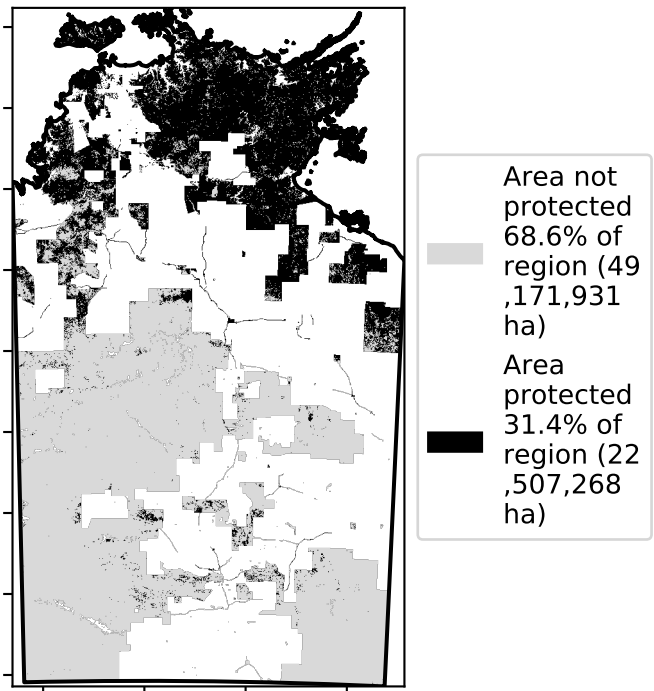 Area not
protected
68.6% of
region (49
,171,931
ha)
Area
protected
31.4% of
region (22
,507,268
ha)